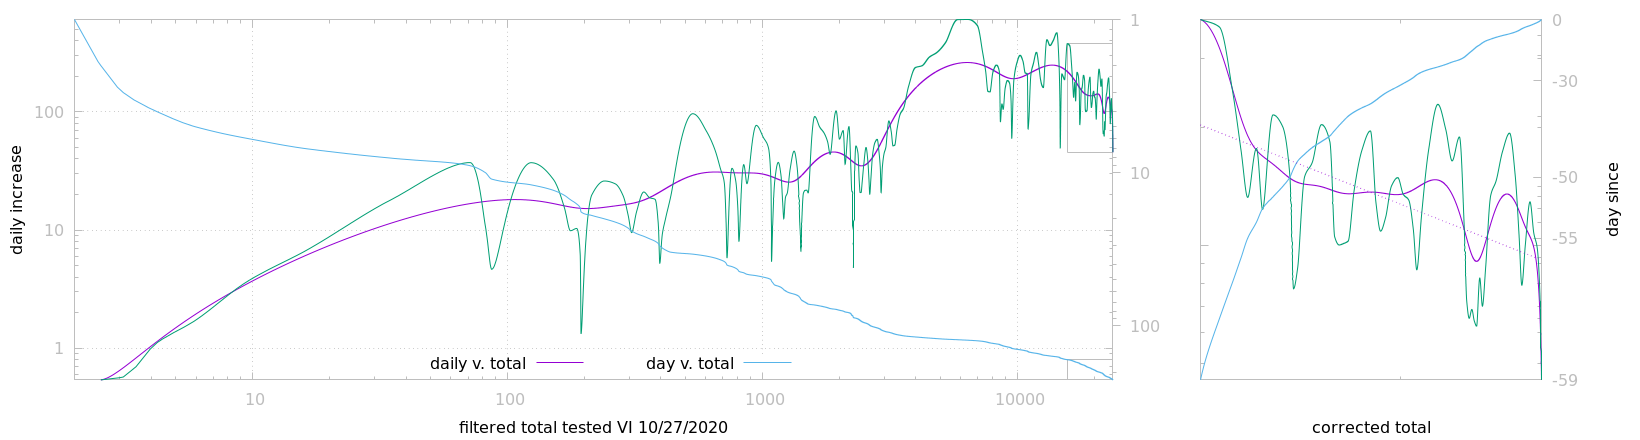 daily increase
100
10
1
10
100
1000
10000
1
10
100
daily v. total
day v. total
filtered total tested VI 10/27/2020
0
-30
-50
-55
-59
day since
corrected total